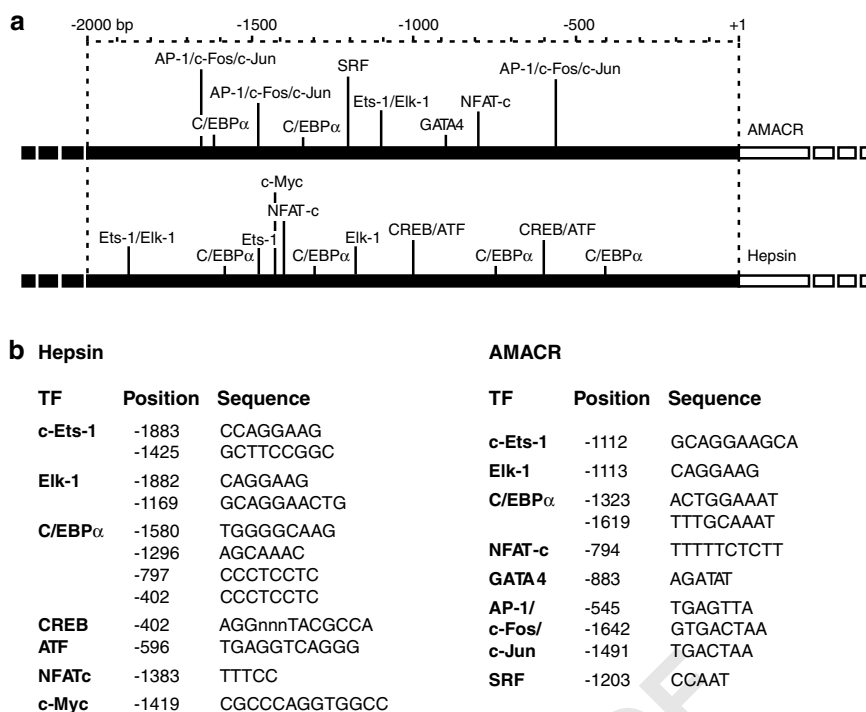 a
-2000 bp -1500 -1000 -500 +1
AP-1/c-Fos/c-Jun SRF AP-1/c-Fos/c-Jun
AP-1/c-Fos/c-Jun Ets-1/Elk-1 NFAT-c
C/EBPα C/EBPα GATA4 AMACR
c-Myc
NFAT-c
Ets-1/Elk-1 Ets-1 Elk-1 CREB/ATF CREB/ATF
C/EBPα C/EBPα C/EBPα C/EBPα Hepsin
b Hepsin
TF Position Sequence
c-Ets-1 -1883 CCAGGAAG
-1425 GCTTCCGGC
Elk-1 -1882 CAGGAAG
-1169 GCAGGAACTG
C/EBPα -1580 TGGGGCAAG
-1296 AGCAAAC
-797 CCCTCCTC
-402 CCCTCCTC
CREB -402 AGGnnnTACGCCA
ATF -596 TGAGGTCAGGG
NFATc -1383 TTTCC
c-Myc -1419 CGCCCAGGTGGCC
AMACR
TF Position Sequence
c-Ets-1 -1112 GCAGGAAGCA
Elk-1 -1113 CAGGAAG
C/EBPα -1323 ACTGGAAAT
-1619 TTTGCAAAT
NFAT-c -794 TTTTTCTCTT
GATA4 -883 AGATAT
AP-1/ -545 TGAGTTA
c-Fos/ -1642 GTGACTAA
c-Jun -1491 TGACTAA
SRF -1203 CCAAT